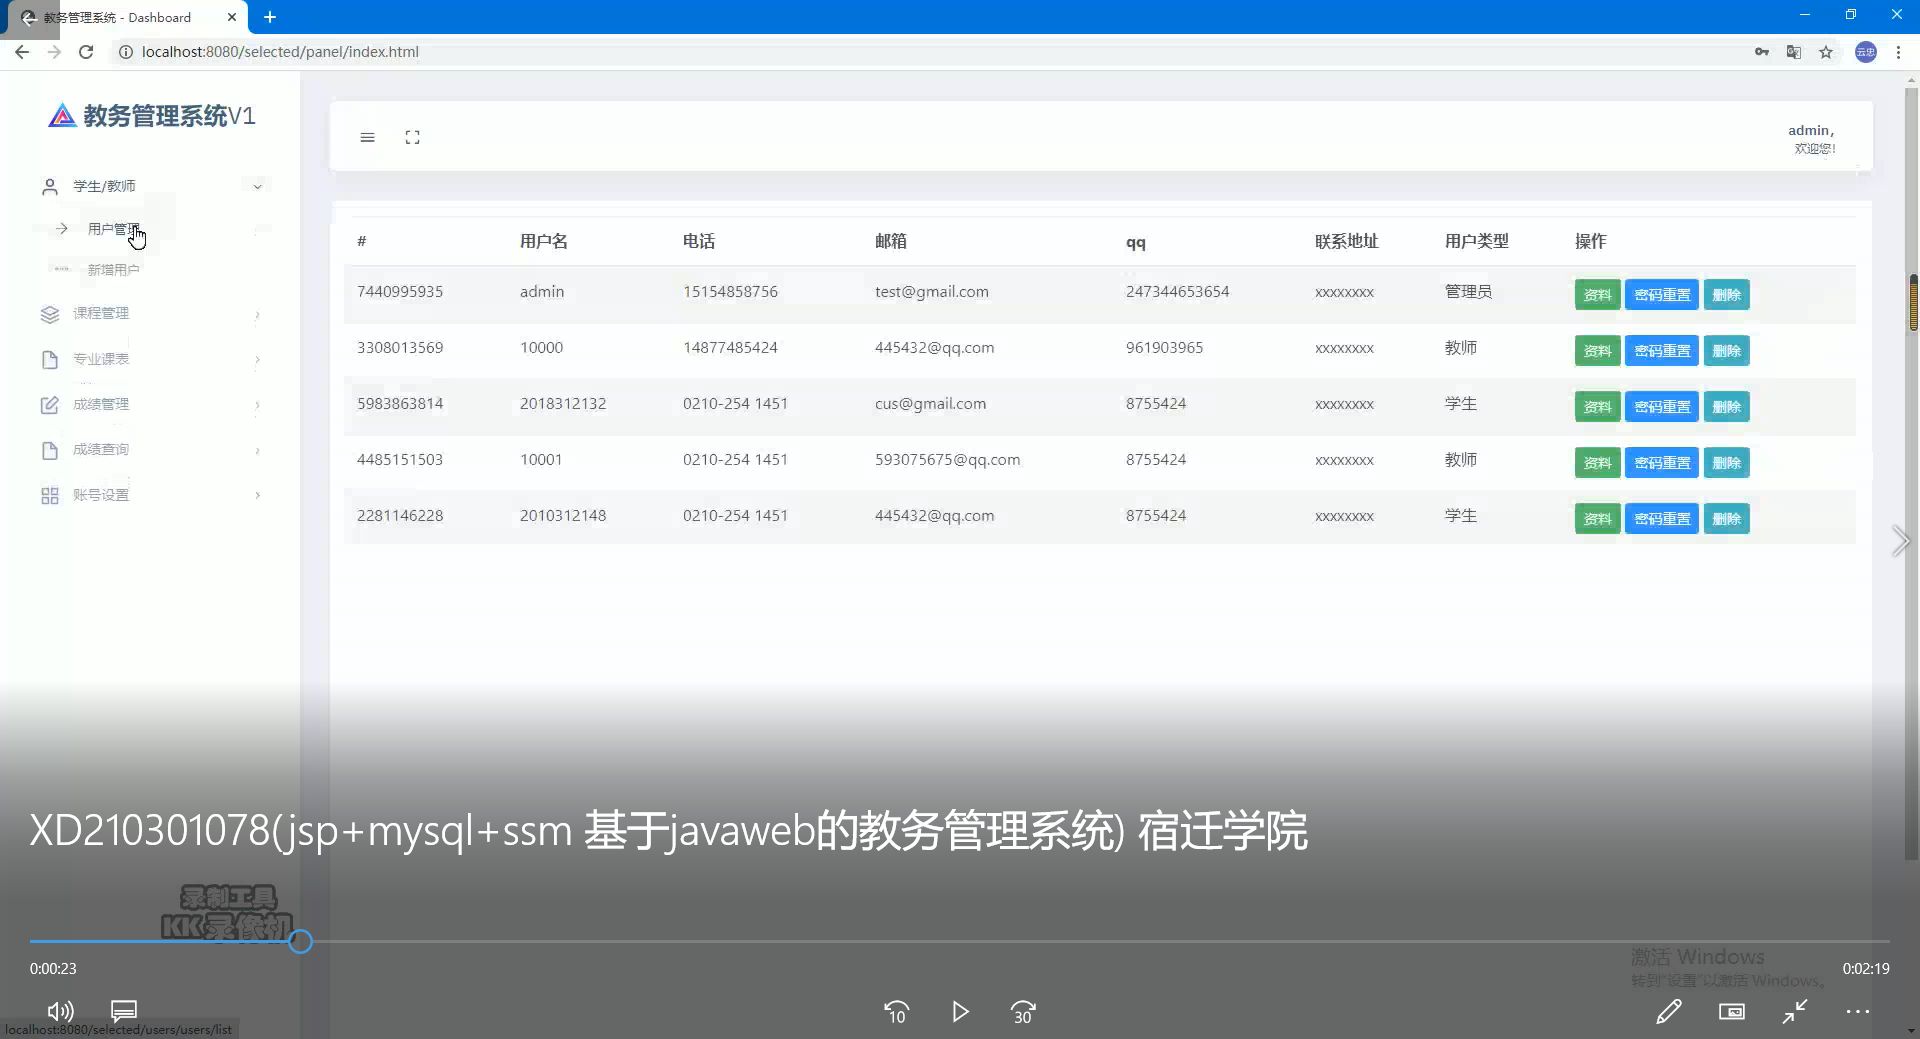 教务管理系统 - Dashboard
localhost:8080/selected/panel/index.html
云忠
教务管理系统V1
学生/教师
用户管理
新增用户
课程管理
专业课表
成绩管理
成绩查询
账号设置
admin,
欢迎您!
# 用户名 电话 邮箱 qq 联系地址 用户类型 操作
7440995935 admin 15154858756 test@gmail.com 247344653654 xxxxxxxx 管理员 资料 密码重置 删除
3308013569 10000 14877485424 445432@qq.com 961903965 xxxxxxxx 教师 资料 密码重置 删除
5983863814 2018312132 0210-254 1451 cus@gmail.com 8755424 xxxxxxxx 学生 资料 密码重置 删除
4485151503 10001 0210-254 1451 593075675@qq.com 8755424 xxxxxxxx 教师 资料 密码重置 删除
2281146228 2010312148 0210-254 1451 445432@qq.com 8755424 xxxxxxxx 学生 资料 密码重置 删除
XD210301078(jsp+mysql+ssm 基于javaweb的教务管理系统) 宿迁学院
录制工具
KK录像机
激活 Windows
转到"设置"以激活 Windows。
0:00:23
0:02:19
10
30
localhost:8080/selected/users/users/list